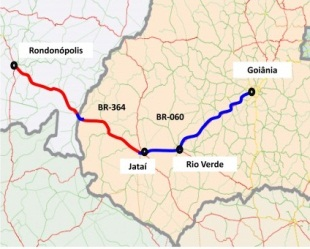 Rondonópolis
Goiânia
BR-364
BR-060
Jataí
Rio Verde